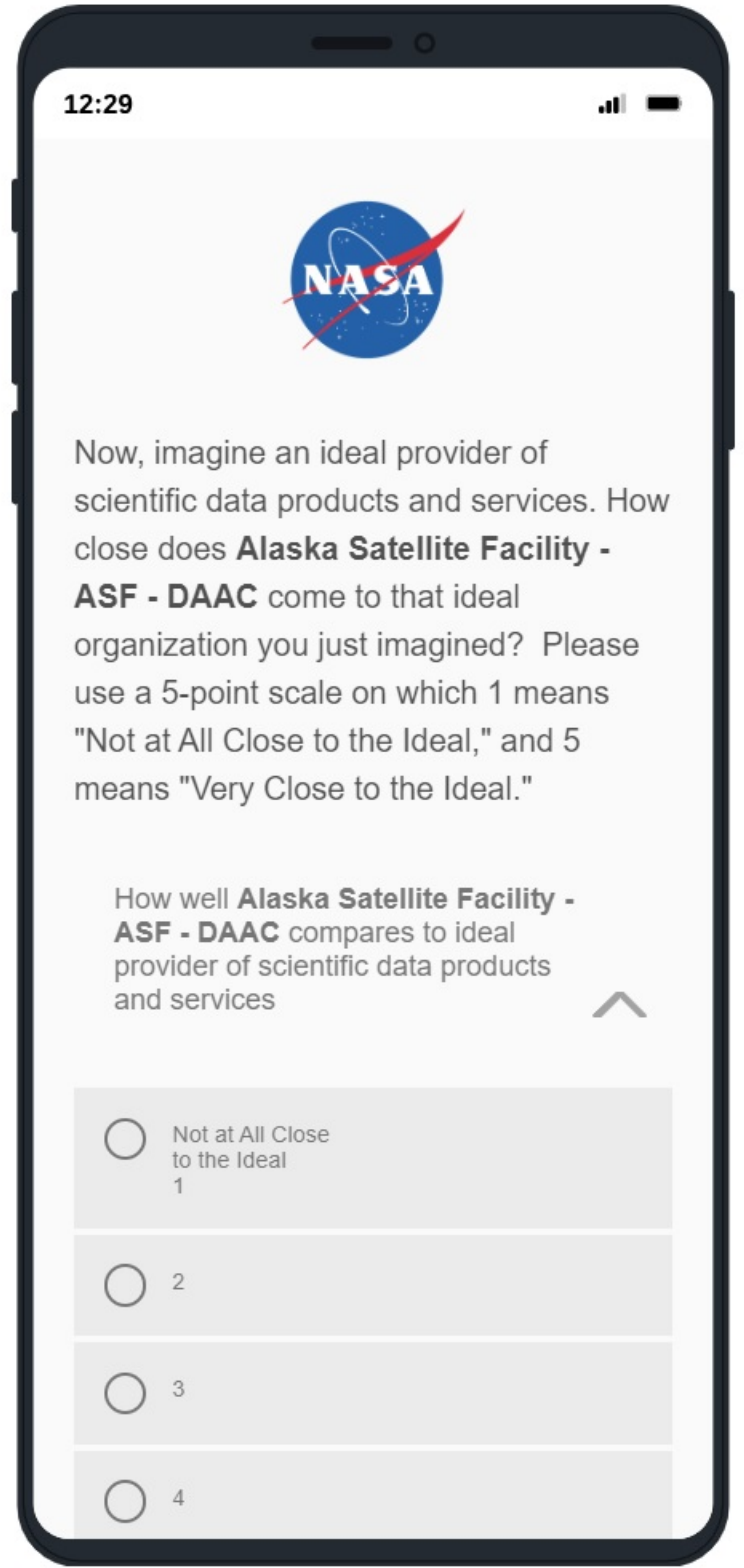 12:29
NASA
Now, imagine an ideal provider of
scientific data products and services. How
close does Alaska Satellite Facility -
ASF - DAAC come to that ideal
organization you just imagined?  Please
use a 5-point scale on which 1 means
"Not at All Close to the Ideal," and 5
means "Very Close to the Ideal."
How well Alaska Satellite Facility -
ASF - DAAC compares to ideal
provider of scientific data products
and services
Not at All Close
to the Ideal
1
2
3
4